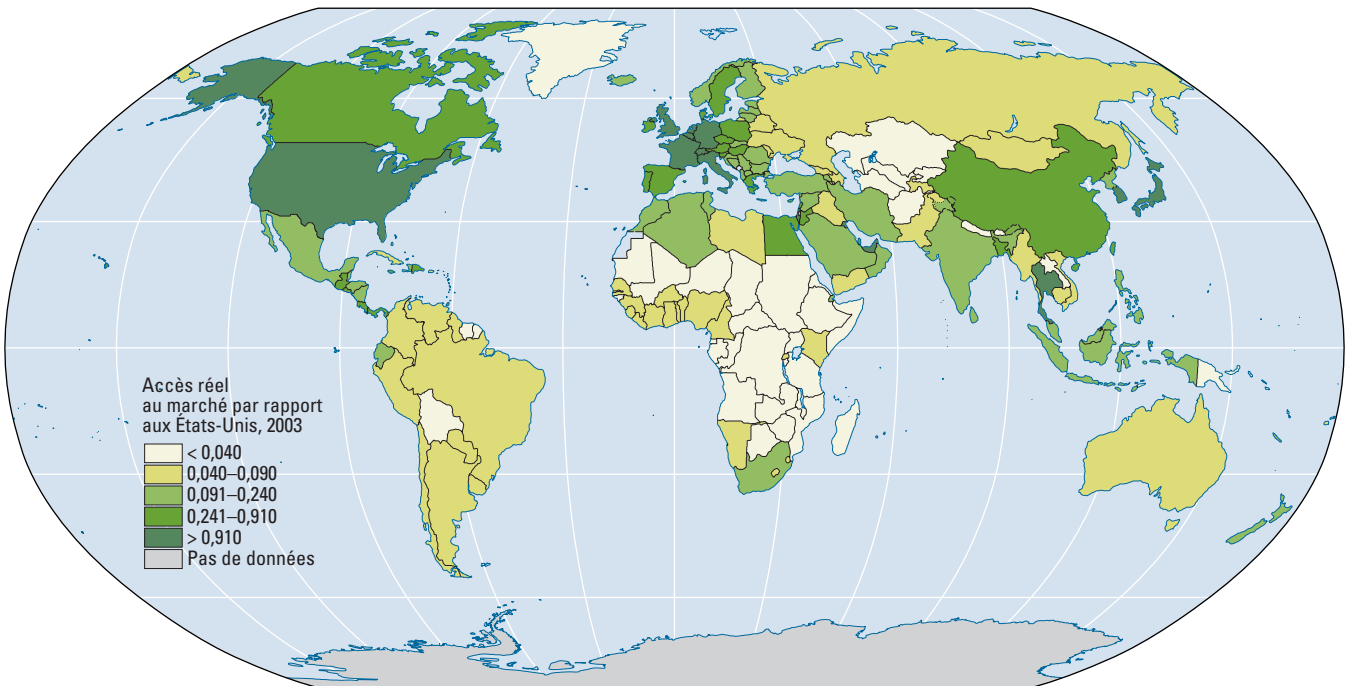 Accès réel
au marché par rapport
aux États-Unis, 2003
< 0,040
0,040–0,090
0,091–0,240
0,241–0,910
> 0,910
Pas de données